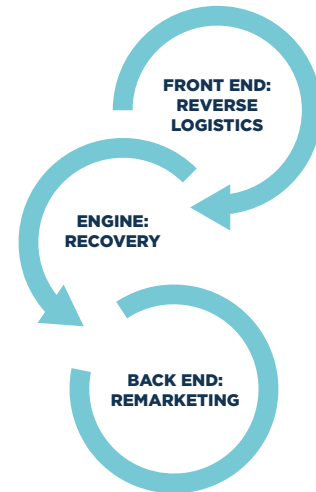 FRONT END:
REVERSE
LOGISTICS
ENGINE:
RECOVERY
BACK END:
REMARKETING